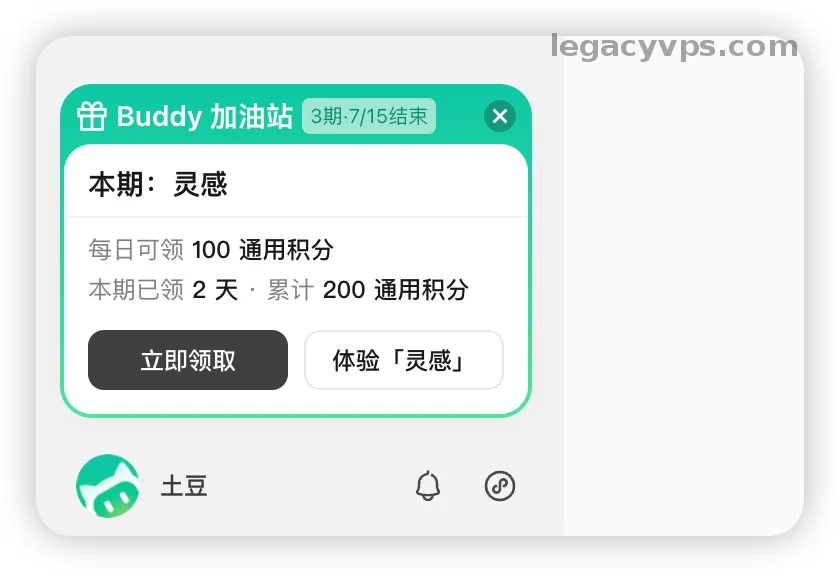 legacyvps.com
Buddy 加油站 3期·7/15结束
本期：灵感
每日可领 100 通用积分
本期已领 2 天 · 累计 200 通用积分
立即领取 体验「灵感」
土豆